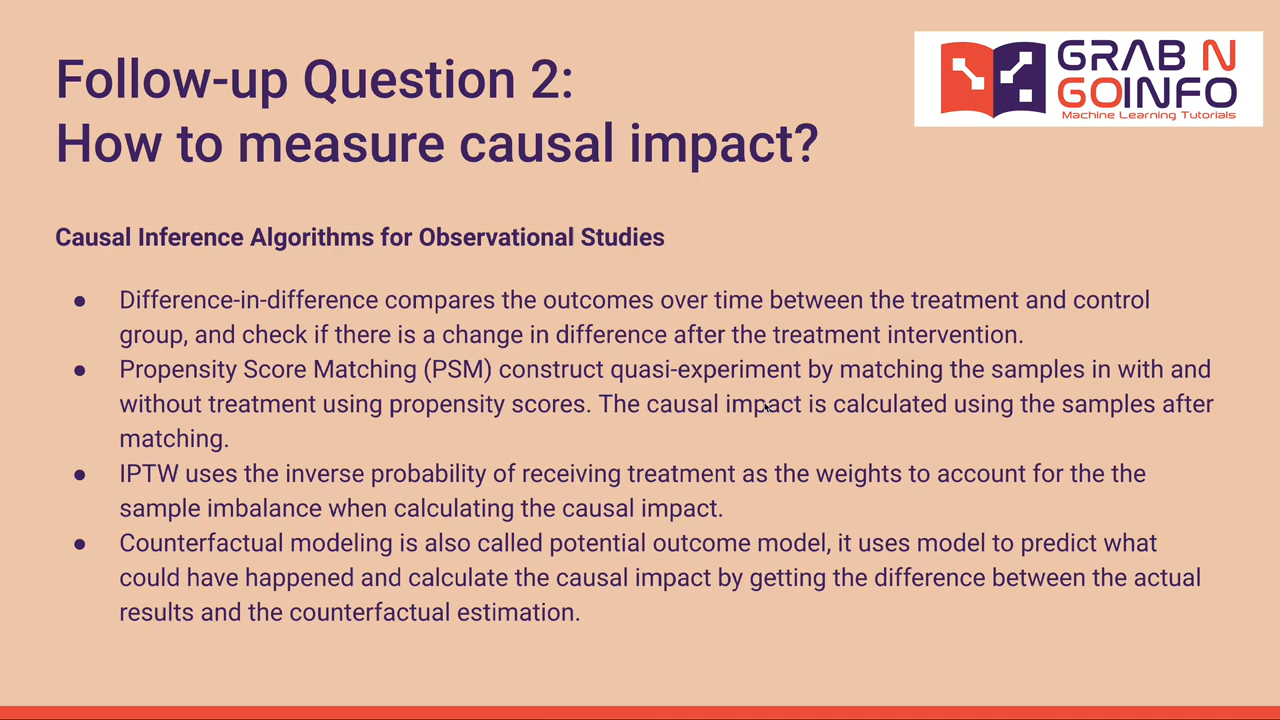 Follow-up Question 2:
How to measure causal impact?
GRAB N
GOINFO
Machine Learning Tutorials
Causal Inference Algorithms for Observational Studies
● Difference-in-difference compares the outcomes over time between the treatment and control
group, and check if there is a change in difference after the treatment intervention.
● Propensity Score Matching (PSM) construct quasi-experiment by matching the samples in with and
without treatment using propensity scores. The causal impact is calculated using the samples after
matching.
● IPTW uses the inverse probability of receiving treatment as the weights to account for the the
sample imbalance when calculating the causal impact.
● Counterfactual modeling is also called potential outcome model, it uses model to predict what
could have happened and calculate the causal impact by getting the difference between the actual
results and the counterfactual estimation.